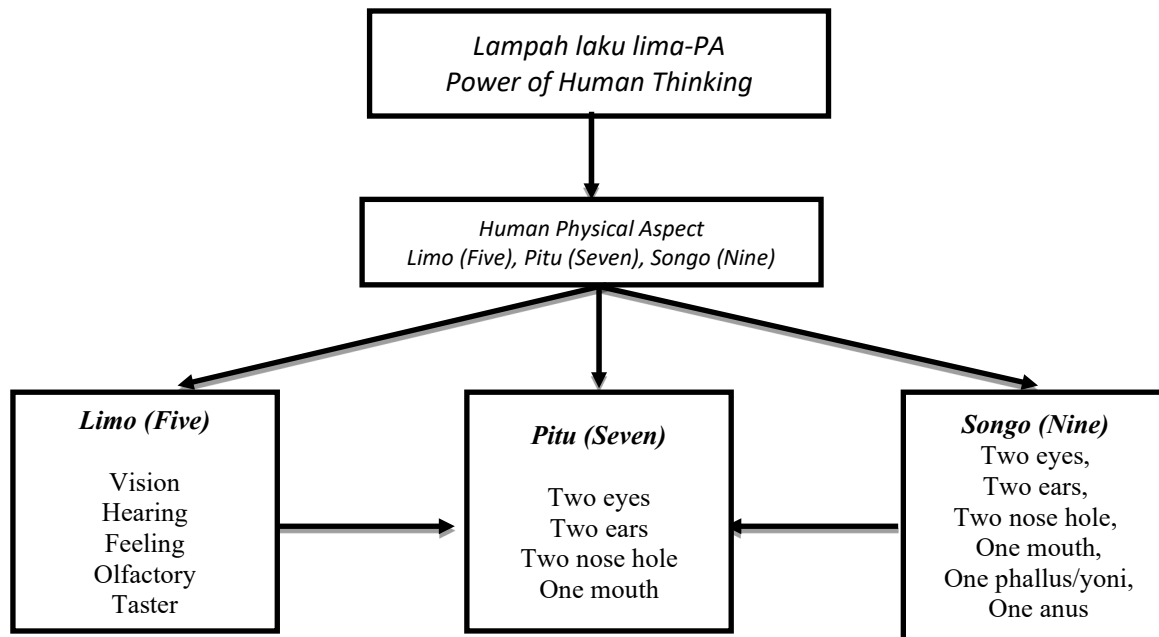 Lampah laku lima-PA
Power of Human Thinking
Human Physical Aspect
Limo (Five), Pitu (Seven), Songo (Nine)
Limo (Five)
Vision
Hearing
Feeling
Olfactory
Taster
Pitu (Seven)
Two eyes
Two ears
Two nose hole
One mouth
Songo (Nine)
Two eyes,
Two ears,
Two nose hole,
One mouth,
One phallus/yoni,
One anus